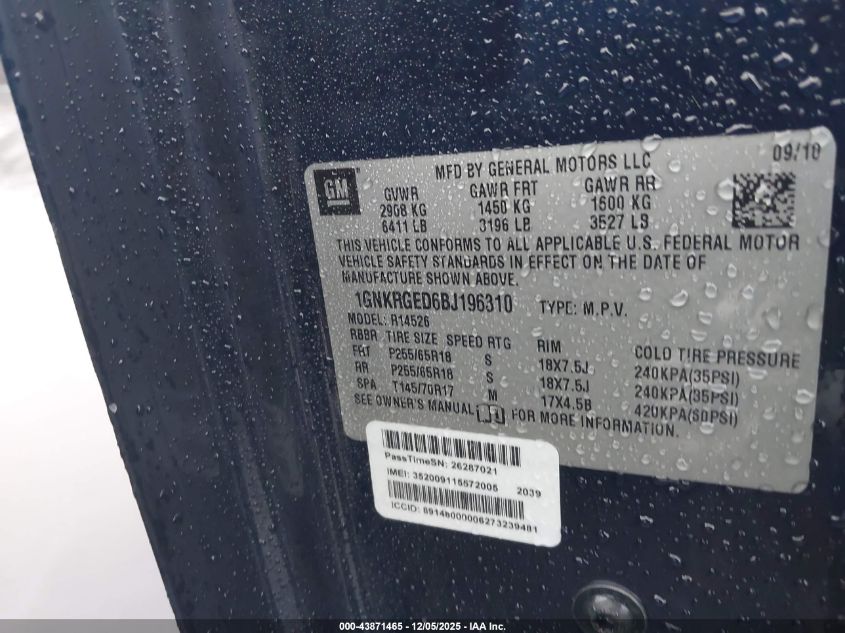 MFD BY GENERAL MOTORS LLC 09/10
GM
GVWR GAWR FRT GAWR RR
2908 KG 1450 KG 1600 KG
6411 LB 3196 LB 3527 LB
THIS VEHICLE CONFORMS TO ALL APPLICABLE U.S. FEDERAL MOTOR
VEHICLE SAFETY STANDARDS IN EFFECT ON THE DATE OF
MANUFACTURE SHOWN ABOVE.
1GNKRGED6BJ196310 TYPE: M.P.V.
MODEL: R14526
RBBR TIRE SIZE SPEED RTG RIM COLD TIRE PRESSURE
FRT P255/65R18 S 18X7.5J 240KPA(35PSI)
RR P255/65R18 S 18X7.5J 240KPA(35PSI)
SPA T145/70R17 M 17X4.5B 420KPA(60PSI)
SEE OWNER'S MANUAL FOR MORE INFORMATION.
PassTimeSN: 26287021
IMEI: 352009115572005 2039
ICCID: 89148000006273239481
000-43871465 - 12/05/2025 - IAA Inc.